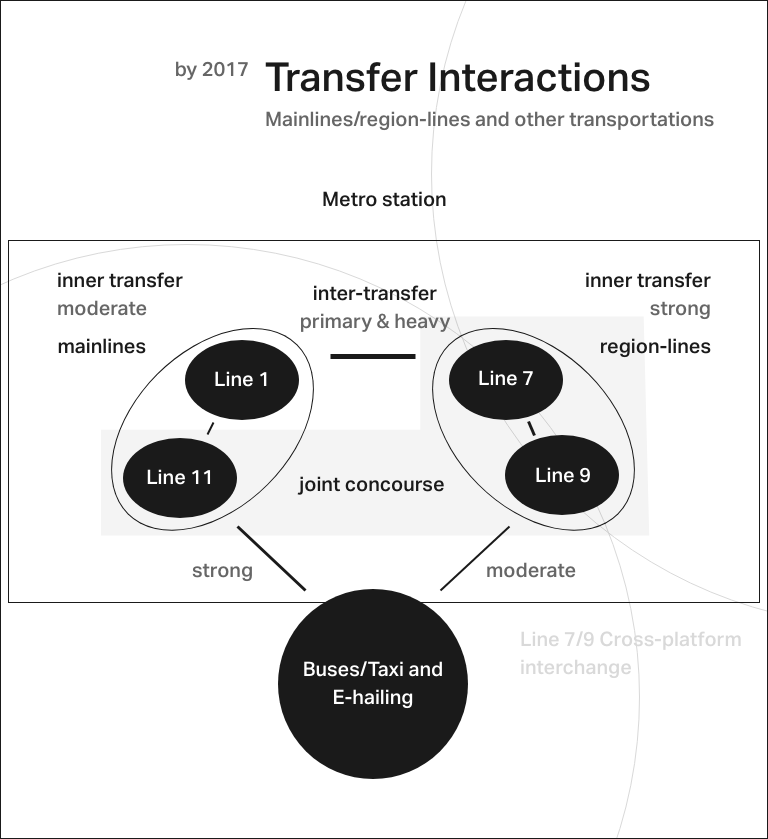 by 2017 Transfer Interactions
Mainlines/region-lines and other transportations
Metro station
inner transfer
moderate
mainlines
inter-transfer
primary & heavy
inner transfer
strong
region-lines
Line 1
Line 7
Line 11
joint concourse
Line 9
strong
moderate
Line 7/9 Cross-platform
interchange
Buses/Taxi and
E-hailing